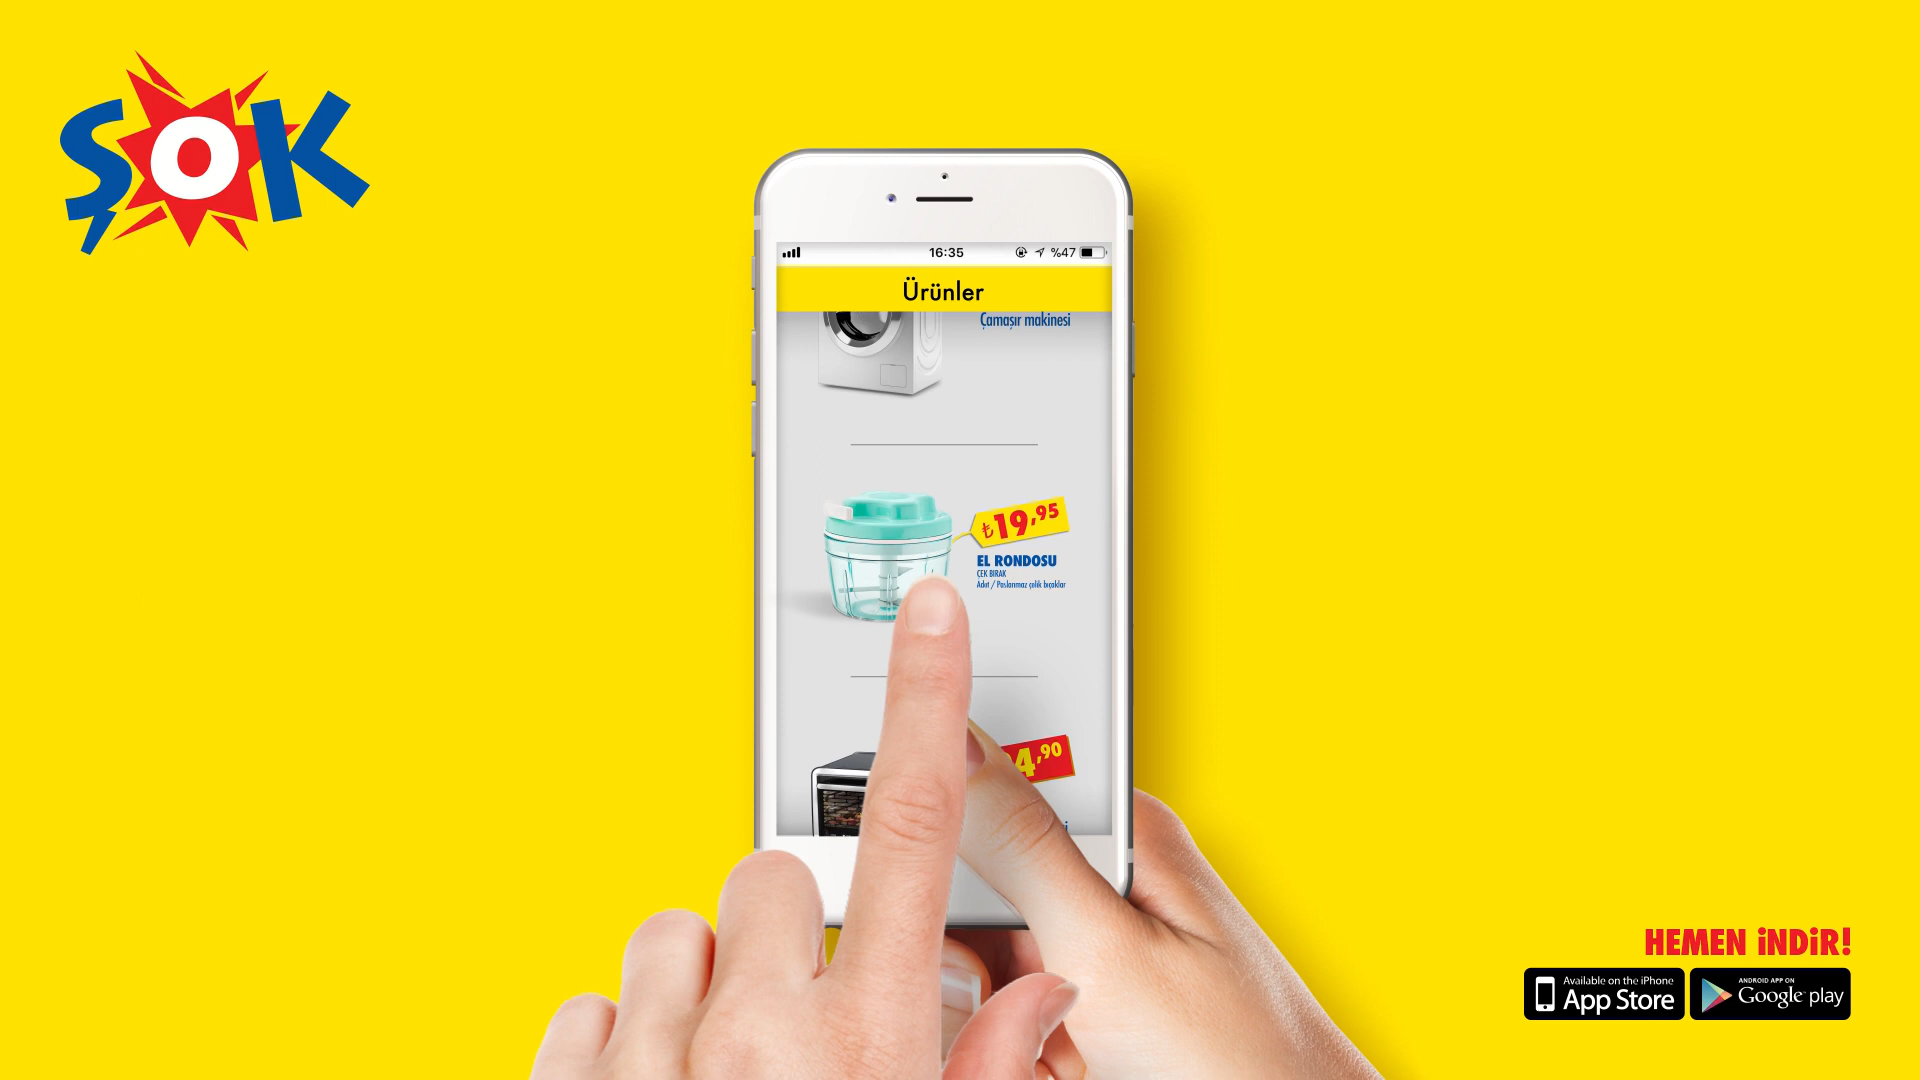 ŞOK
16:35
%47
Ürünler
Çamaşır makinesi
₺19,95
EL RONDOSU
ÇEK BIRAK
Adet / Paslanmaz çelik bıçaklar
4,90
HEMEN iNDiR!
Available on the iPhone
App Store
ANDROID APP ON
Google play